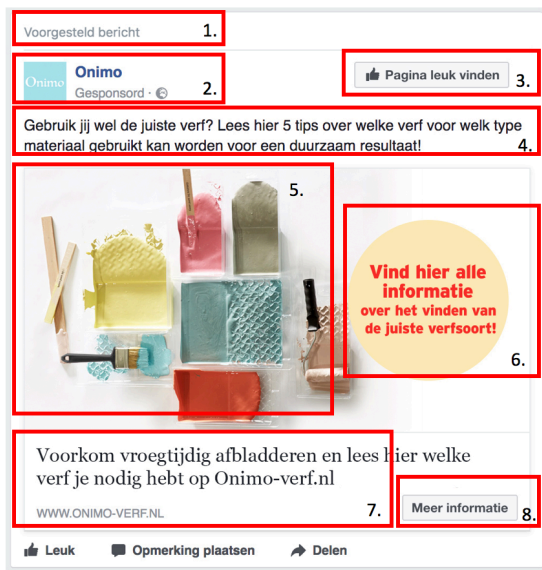 Voorgesteld bericht 1.
Onimo
Onimo
Gesponsord · 2.
Pagina leuk vinden
3.
Gebruik jij wel de juiste verf? Lees hier 5 tips over welke verf voor welk type
materiaal gebruikt kan worden voor een duurzaam resultaat! 4.
5.
Vind hier alle
informatie
over het vinden van
de juiste verfsoort!
6.
Voorkom vroegtijdig afbladderen en lees hier welke
verf je nodig hebt op Onimo-verf.nl
WWW.ONIMO-VERF.NL 7.
Meer informatie 8.
Leuk Opmerking plaatsen Delen